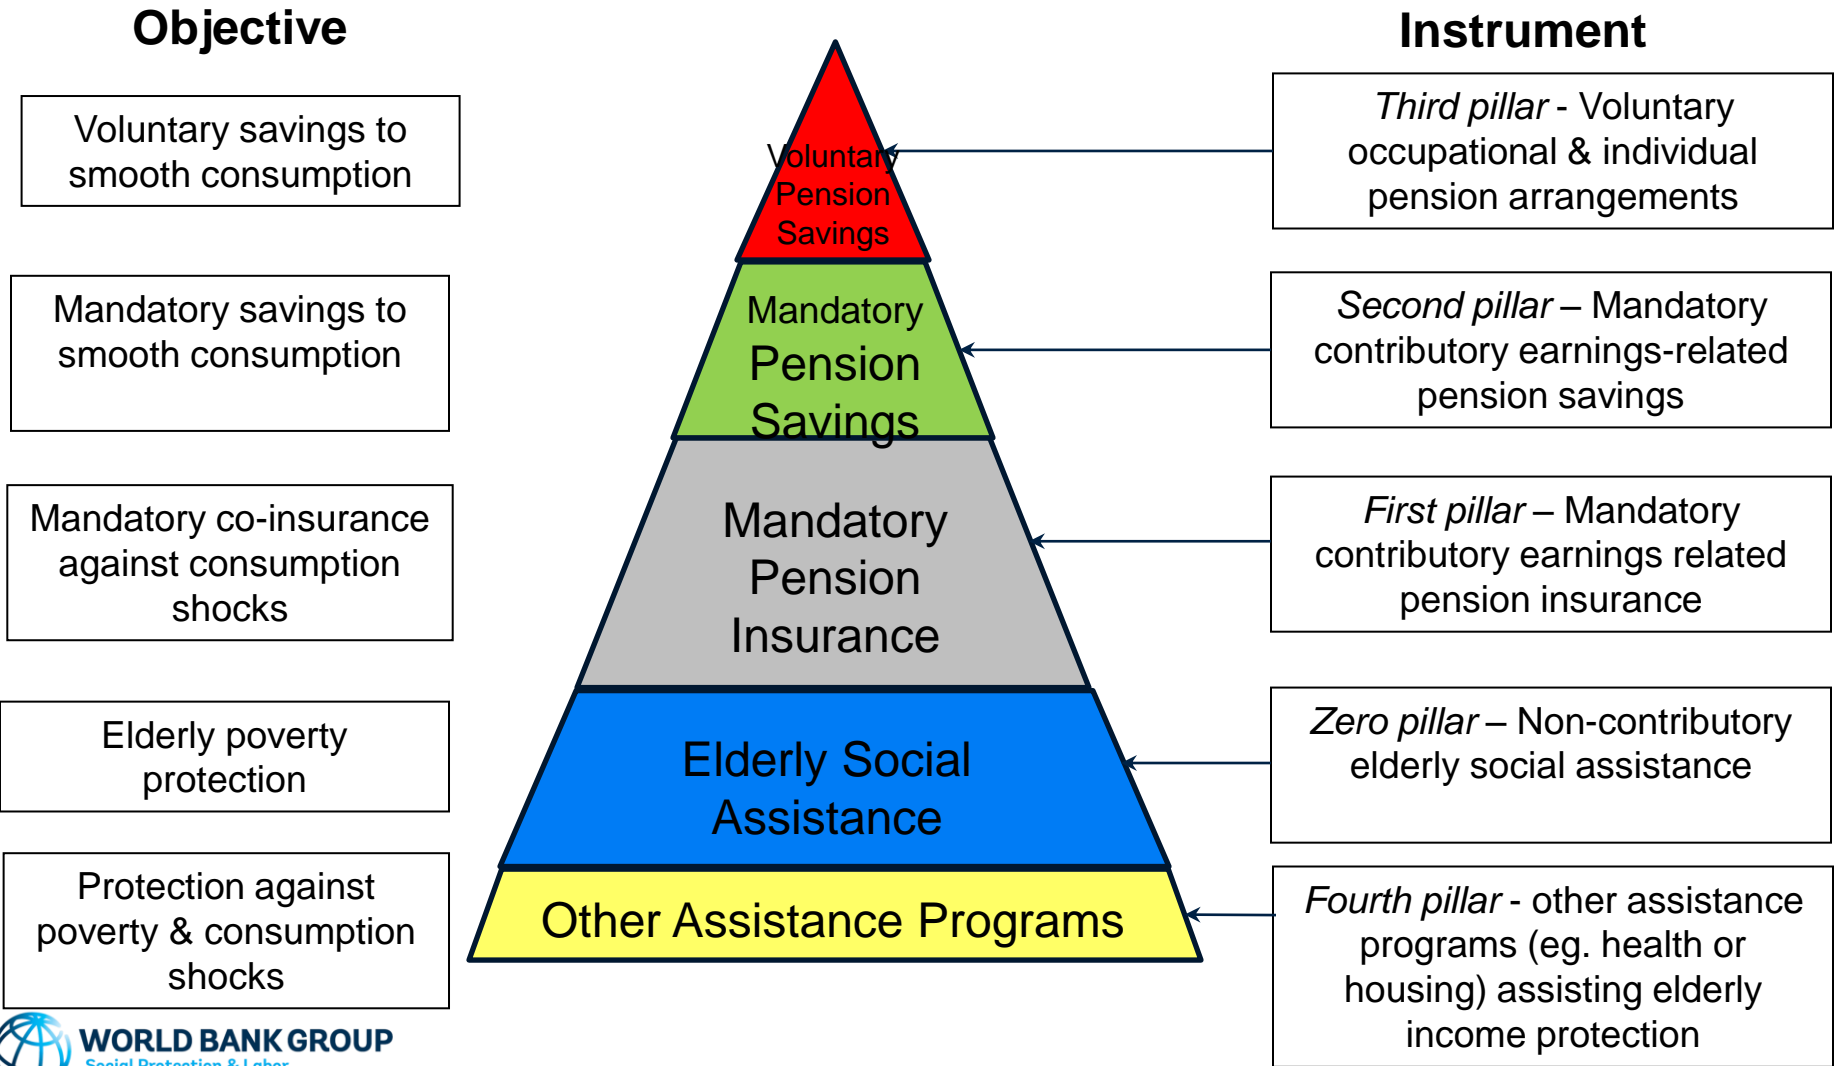 Objective
Instrument
Voluntary savings to
smooth consumption
Voluntary
Pension
Savings
Third pillar - Voluntary
occupational & individual
pension arrangements
Mandatory savings to
smooth consumption
Mandatory
Pension
Savings
Second pillar – Mandatory
contributory earnings-related
pension savings
Mandatory co-insurance
against consumption
shocks
Mandatory
Pension
Insurance
First pillar – Mandatory
contributory earnings related
pension insurance
Elderly poverty
protection
Elderly Social
Assistance
Zero pillar – Non-contributory
elderly social assistance
Protection against
poverty & consumption
shocks
Other Assistance Programs
Fourth pillar - other assistance
programs (eg. health or
housing) assisting elderly
income protection
WORLD BANK GROUP
Social Protection & Labor